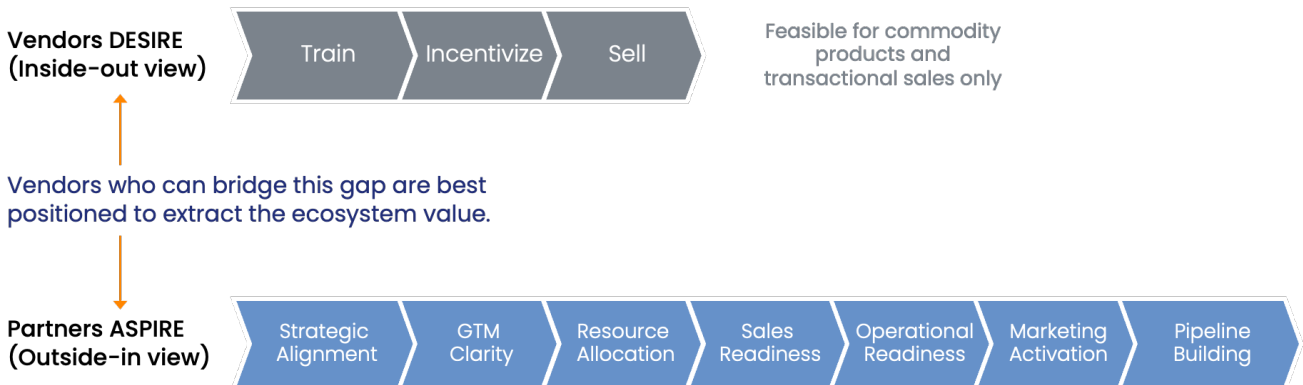 Vendors DESIRE
(Inside-out view)
Train
Incentivize
Sell
Feasible for commodity
products and
transactional sales only
Vendors who can bridge this gap are best
positioned to extract the ecosystem value.
Partners ASPIRE
(Outside-in view)
Strategic
Alignment
GTM
Clarity
Resource
Allocation
Sales
Readiness
Operational
Readiness
Marketing
Activation
Pipeline
Building